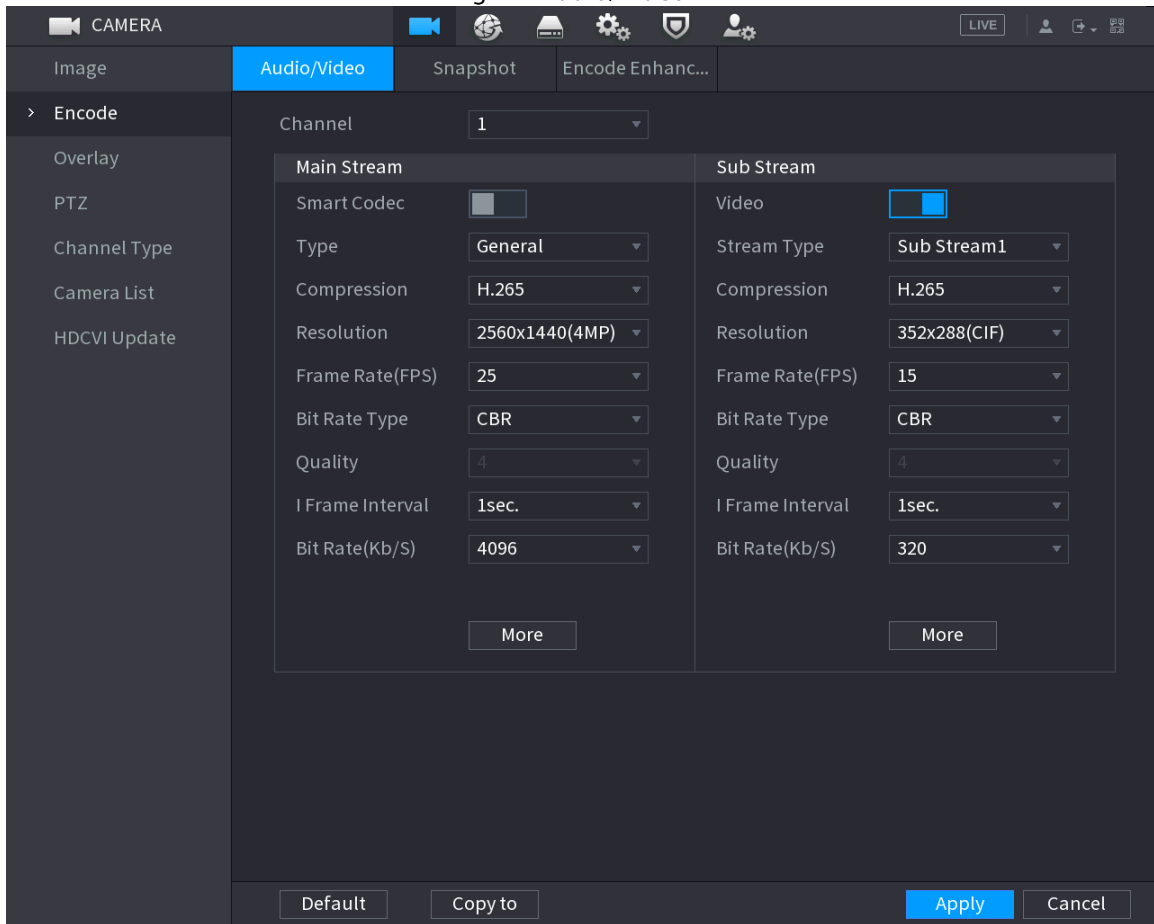 CAMERA LIVE
Image Audio/Video Snapshot Encode Enhanc...
Encode Channel 1
Overlay Main Stream Sub Stream
PTZ Smart Codec Video
Channel Type Type General Stream Type Sub Stream1
Camera List Compression H.265 Compression H.265
HDCVI Update Resolution 2560x1440(4MP) Resolution 352x288(CIF)
Frame Rate(FPS) 25 Frame Rate(FPS) 15
Bit Rate Type CBR Bit Rate Type CBR
Quality 4 Quality 4
I Frame Interval 1sec. I Frame Interval 1sec.
Bit Rate(Kb/S) 4096 Bit Rate(Kb/S) 320
More More
Default Copy to Apply Cancel